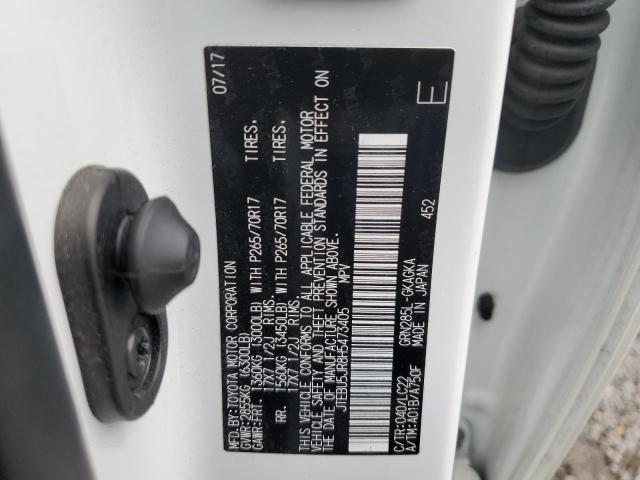 MFD.BY:TOYOTA MOTOR CORPORATION 07/17
GVWR:2855KG (6300LB)
GAWR:FRT. 1360KG (3000LB) WITH P265/70R17 TIRES.
17X7 1/2J RIMS.
RR. 1560KG (3450LB) WITH P265/70R17 TIRES.
17X7 1/2J RIMS.
THIS VEHICLE CONFORMS TO ALL APPLICABLE FEDERAL MOTOR
VEHICLE SAFETY AND THEFT PREVENTION STANDARDS IN EFFECT ON
THE DATE OF MANUFACTURE SHOWN ABOVE.
JTEBU5JR8H5473405 MPV
452
C/TR:040/LC22 GRN285L-GKAGKA
A/TM:A01B/A750F MADE IN JAPAN
E